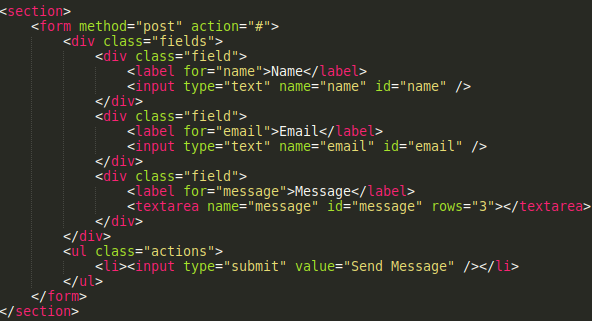 <section>
    <form method="post" action="#">
        <div class="fields">
            <div class="field">
                <label for="name">Name</label>
                <input type="text" name="name" id="name" />
            </div>
            <div class="field">
                <label for="email">Email</label>
                <input type="text" name="email" id="email" />
            </div>
            <div class="field">
                <label for="message">Message</label>
                <textarea name="message" id="message" rows="3"></textarea>
            </div>
        </div>
        <ul class="actions">
            <li><input type="submit" value="Send Message" /></li>
        </ul>
    </form>
</section>